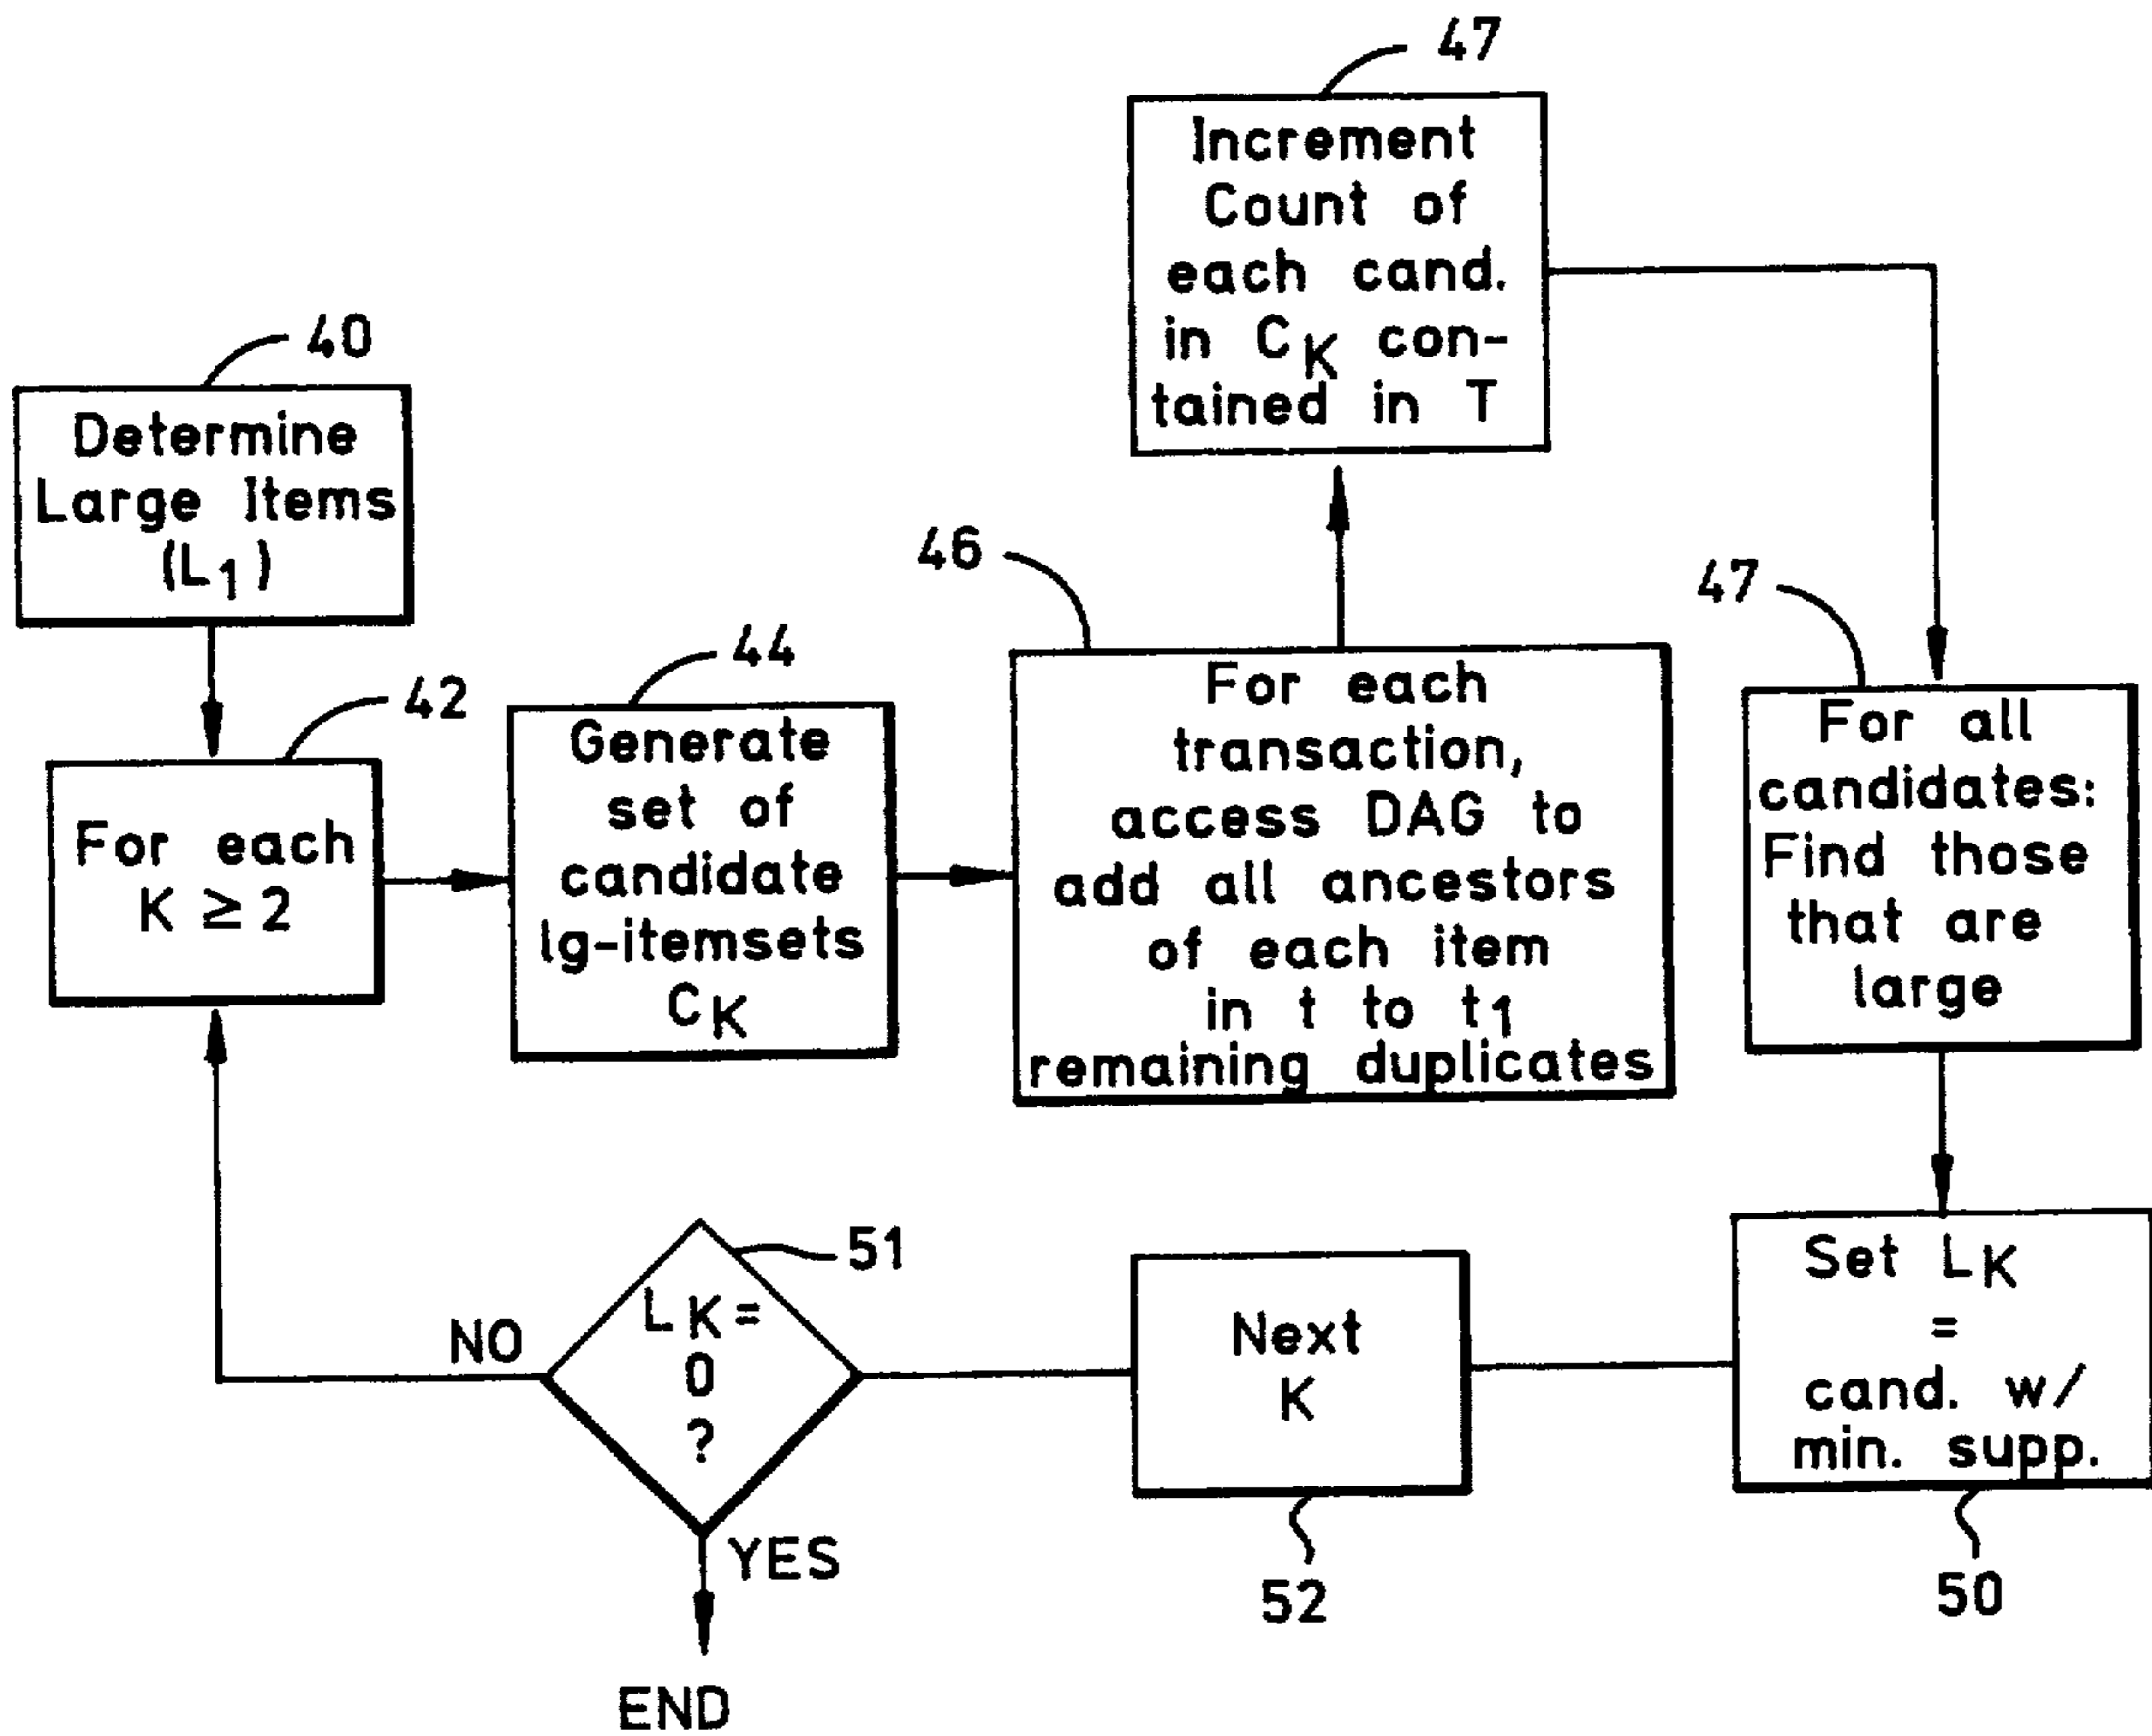 40
Determine
Large Items
(L1)
42
For each
K ≥ 2
44
Generate
set of
candidate
lg-itemsets
CK
46
For each
transaction,
access DAG to
add all ancestors
of each item
in t to t1
remaining duplicates
47
Increment
Count of
each cand.
in CK con-
tained in T
47
For all
candidates:
Find those
that are
large
Set LK
=
cand. w/
min. supp.
50
Next
K
52
51
LK=
0
?
NO
YES
END